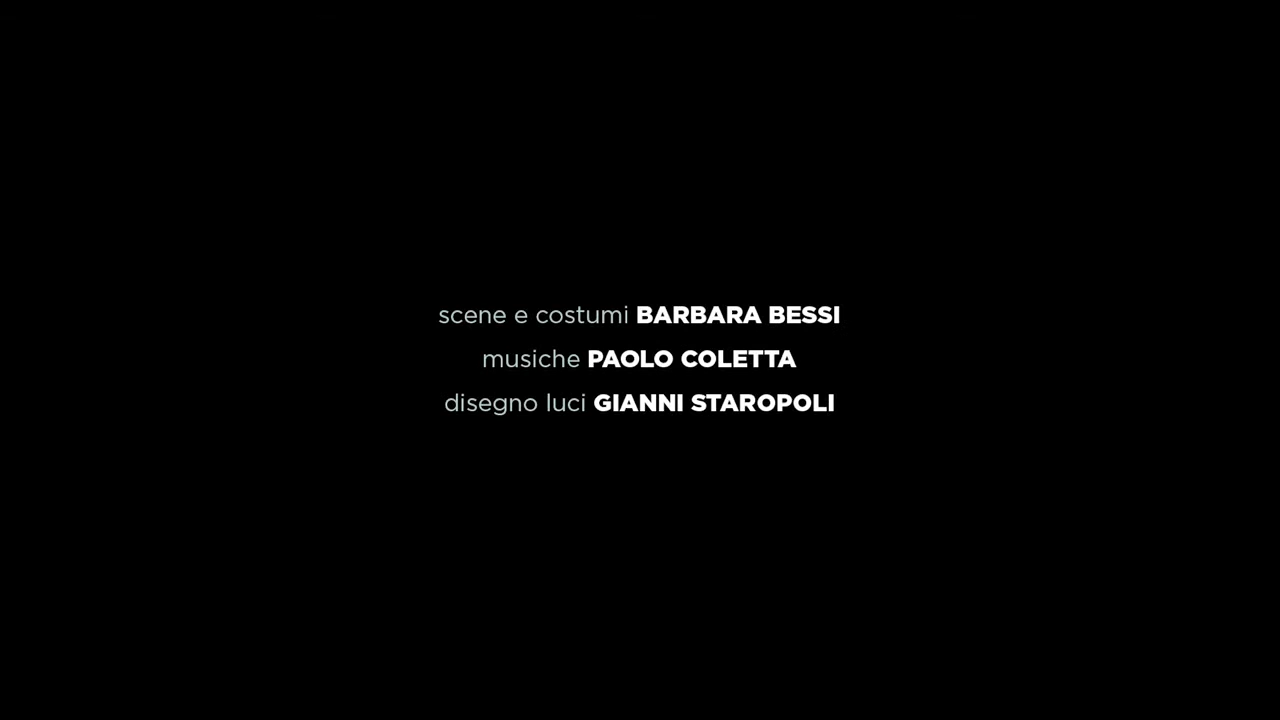 scene e costumi BARBARA BESSI
musiche PAOLO COLETTA
disegno luci GIANNI STAROPOLI